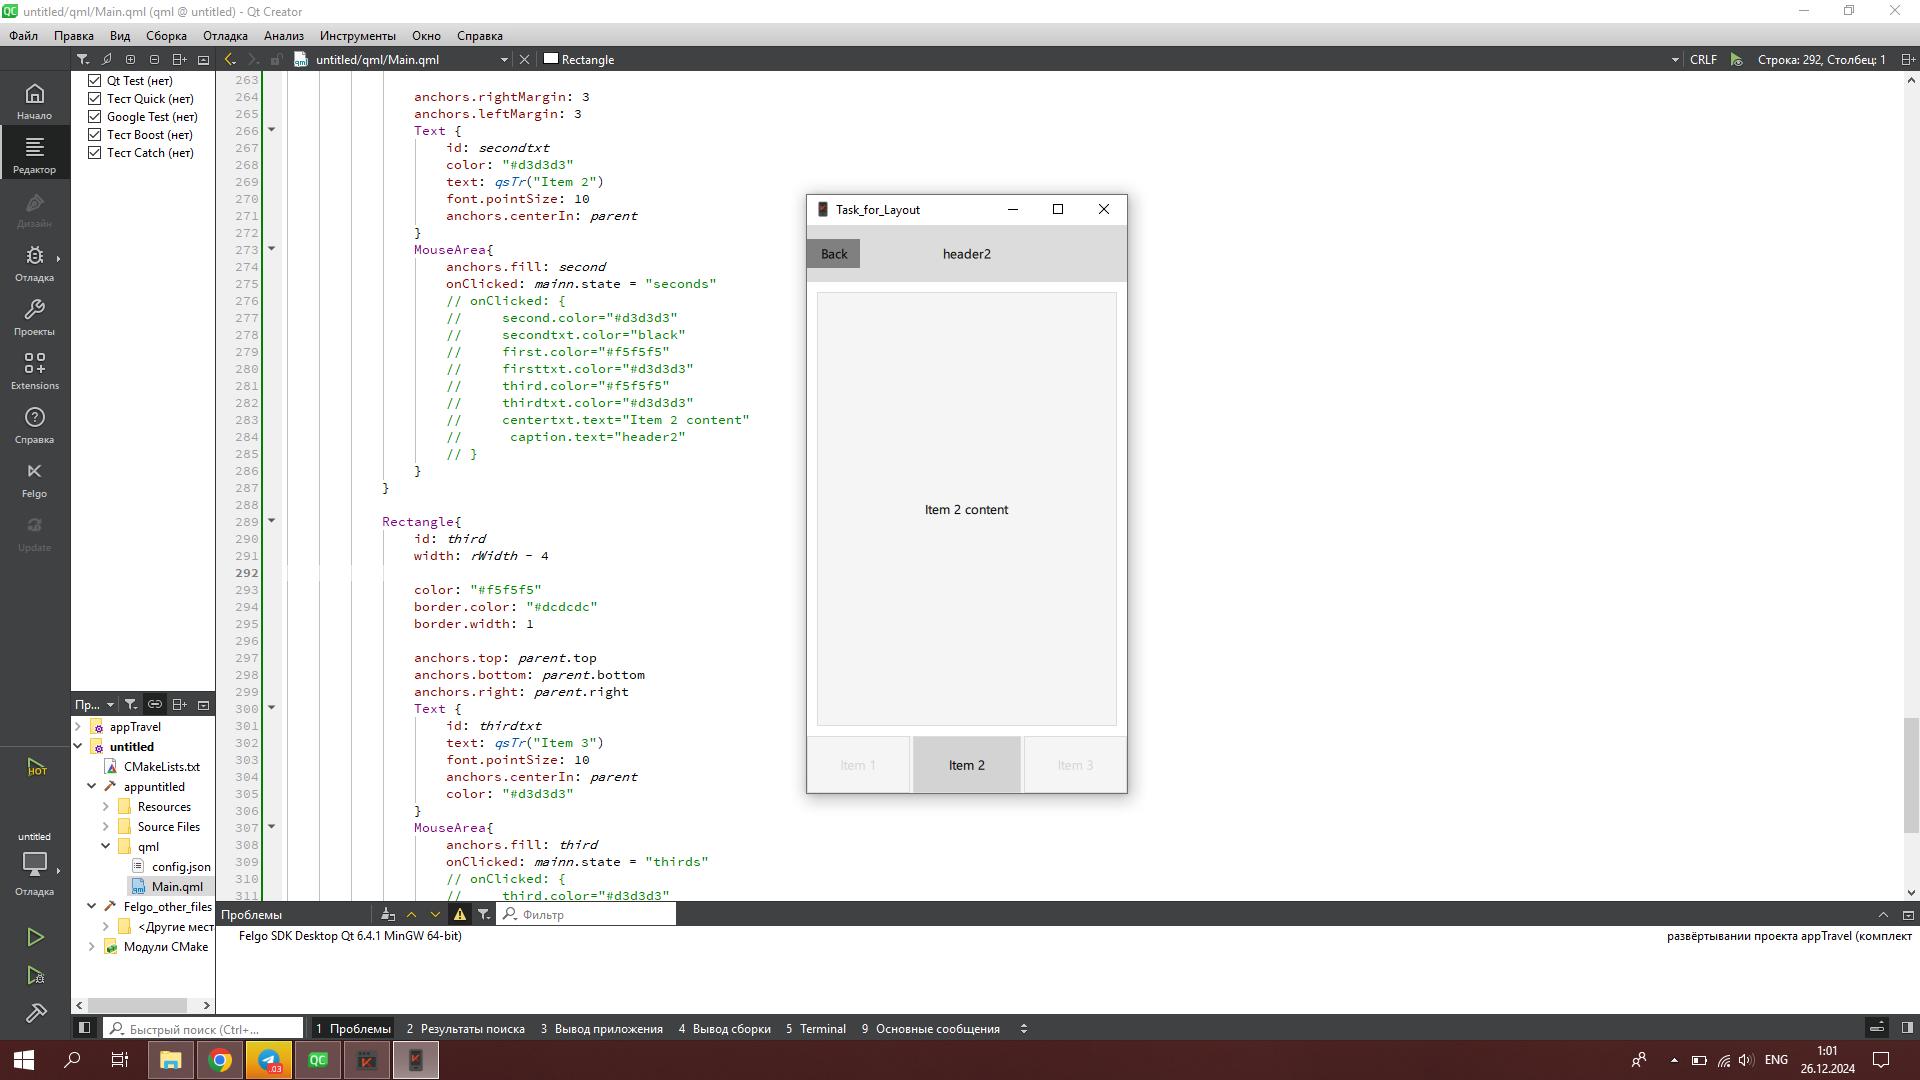 untitled/qml/Main.qml (qml @ untitled) - Qt Creator
Файл Правка Вид Сборка Отладка Анализ Инструменты Окно Справка
untitled/qml/Main.qml Rectangle CRLF Строка: 292, Столбец: 1
Начало
Редактор
Дизайн
Отладка
Проекты
Extensions
Справка
Felgo
Update
HOT
untitled
Отладка
Qt Test (нет)
Тест Quick (нет)
Google Test (нет)
Тест Boost (нет)
Тест Catch (нет)
Пр...
appTravel
untitled
CMakeLists.txt
appuntitled
Resources
Source Files
qml
config.json
Main.qml
Felgo_other_files
<Другие мест
Модули CMake
263
264 anchors.rightMargin: 3
265 anchors.leftMargin: 3
266 Text {
267 id: secondtxt
268 color: "#d3d3d3"
269 text: qsTr("Item 2")
270 font.pointSize: 10
271 anchors.centerIn: parent
272 }
273 MouseArea{
274 anchors.fill: second
275 onClicked: mainn.state = "seconds"
276 // onClicked: {
277 // second.color="#d3d3d3"
278 // secondtxt.color="black"
279 // first.color="#f5f5f5"
280 // firsttxt.color="#d3d3d3"
281 // third.color="#f5f5f5"
282 // thirdtxt.color="#d3d3d3"
283 // centertxt.text="Item 2 content"
284 // caption.text="header2"
285 // }
286 }
287 }
288
289 Rectangle{
290 id: third
291 width: rWidth - 4
292
293 color: "#f5f5f5"
294 border.color: "#dcdcdc"
295 border.width: 1
296
297 anchors.top: parent.top
298 anchors.bottom: parent.bottom
299 anchors.right: parent.right
300 Text {
301 id: thirdtxt
302 text: qsTr("Item 3")
303 font.pointSize: 10
304 anchors.centerIn: parent
305 color: "#d3d3d3"
306 }
307 MouseArea{
308 anchors.fill: third
309 onClicked: mainn.state = "thirds"
310 // onClicked: {
311 // third.color="#d3d3d3"
Task_for_Layout
Back header2
Item 2 content
Item 1 Item 2 Item 3
Проблемы Фильтр
Felgo SDK Desktop Qt 6.4.1 MinGW 64-bit) развёртывании проекта appTravel (комплект
Быстрый поиск (Ctrl+... 1 Проблемы 2 Результаты поиска 3 Вывод приложения 4 Вывод сборки 5 Terminal 9 Основные сообщения
QC
.03
ENG
1:01
26.12.2024